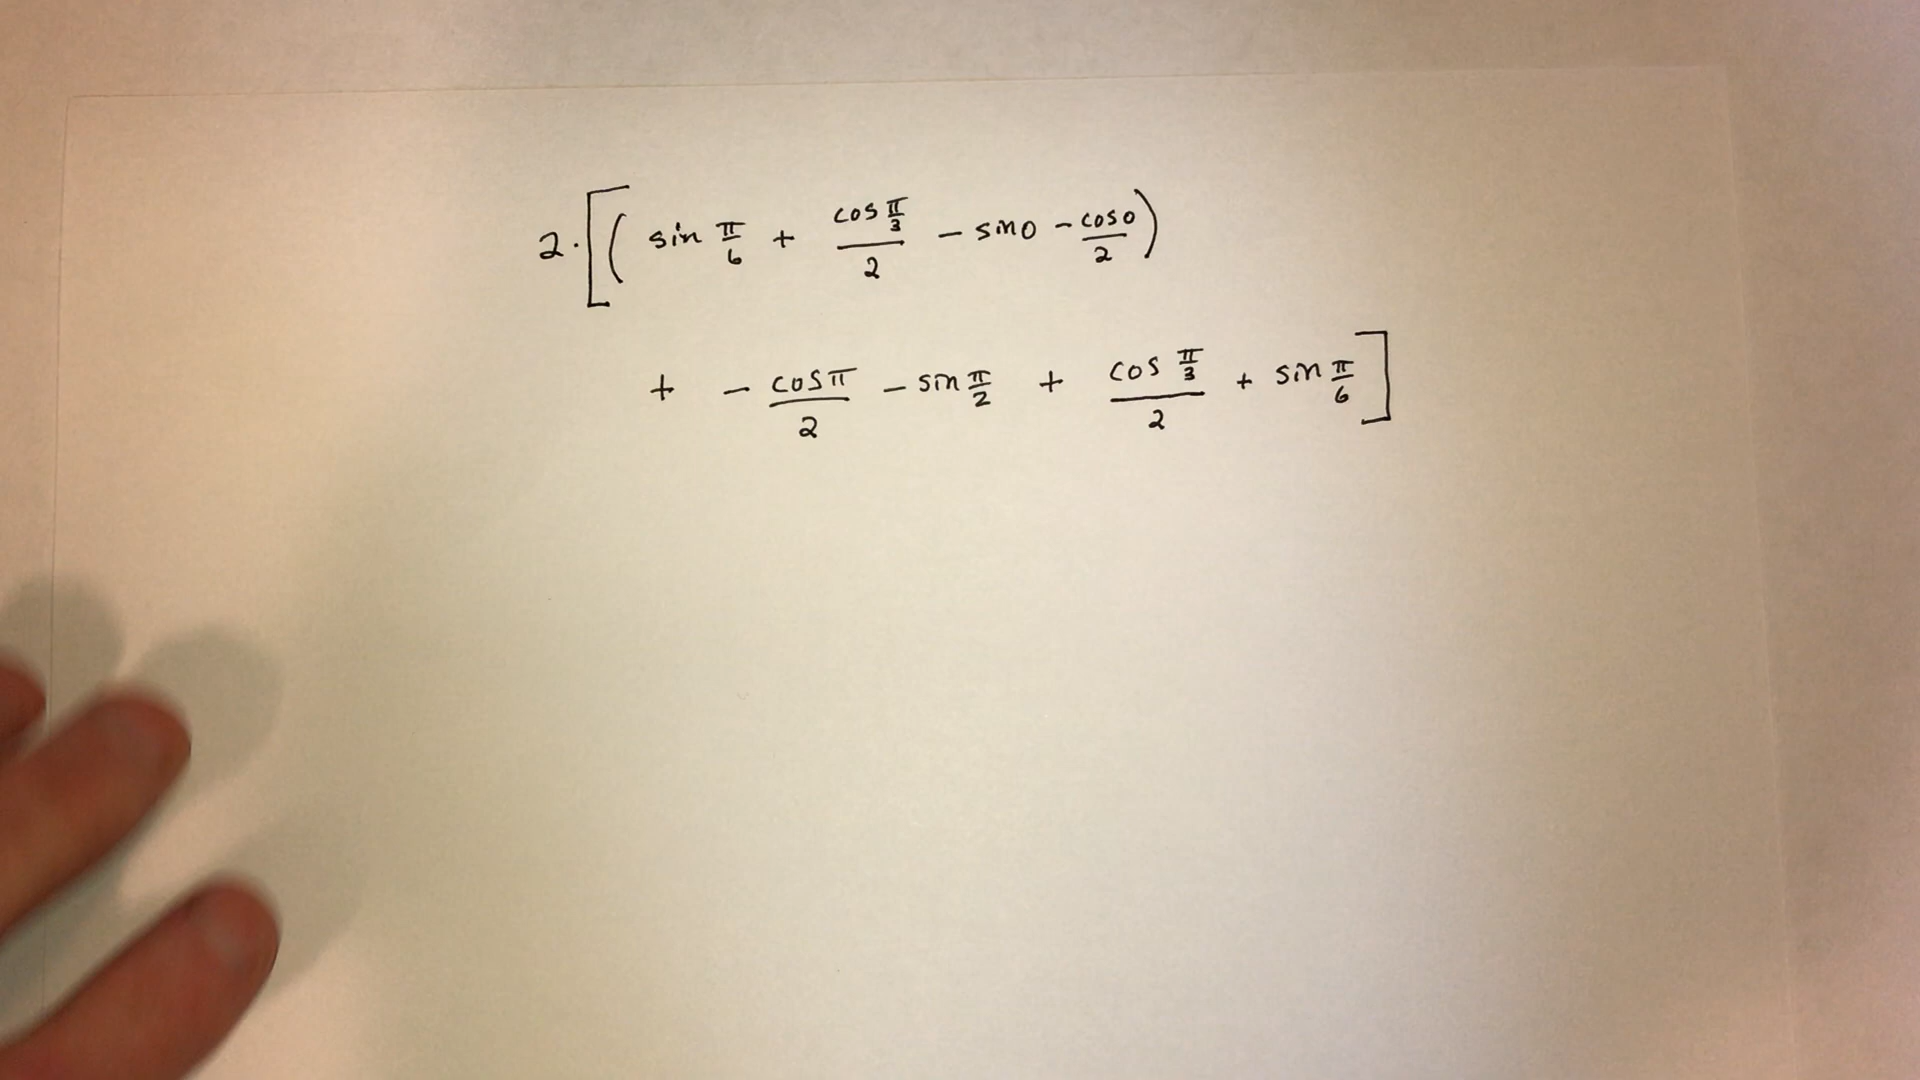 2·[( sin π/6 + cos π/3 / 2 − sin0 − cos0/2 )
+ − cosπ/2 − sin π/2 + cos π/3 / 2 + sin π/6 ]